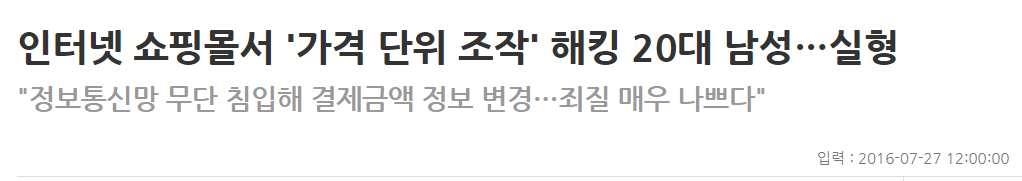 인터넷 쇼핑몰서 '가격 단위 조작' 해킹 20대 남성…실형
"정보통신망 무단 침입해 결제금액 정보 변경…죄질 매우 나쁘다"
입력 : 2016-07-27 12:00:00